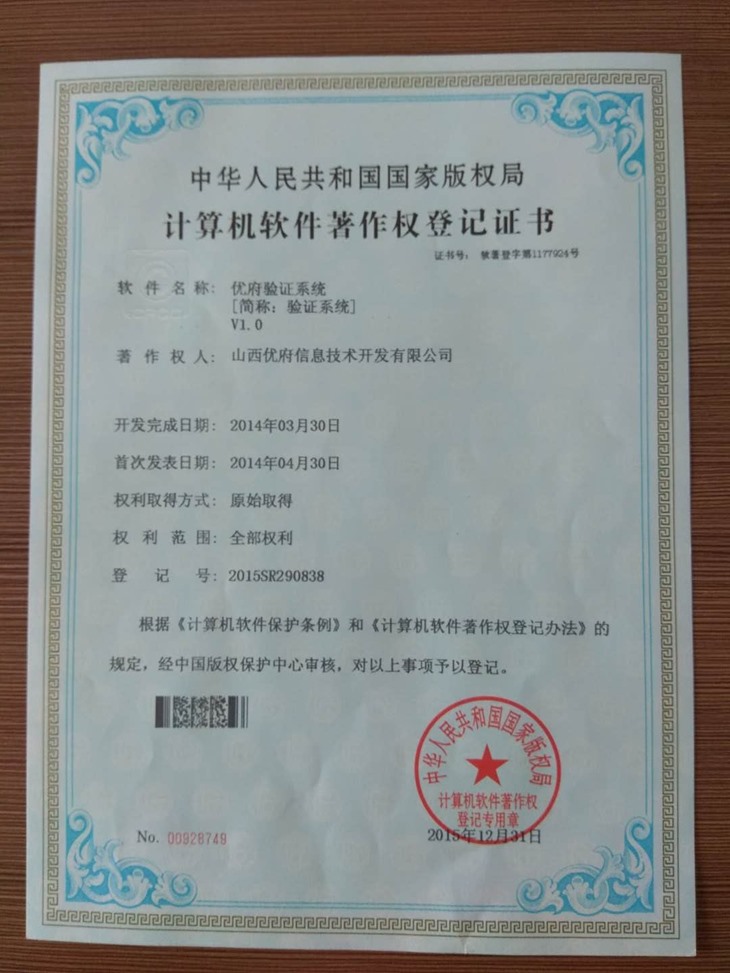 中华人民共和国国家版权局
计算机软件著作权登记证书
证书号: 软著登字第1177924号
软件名称: 优府验证系统
[简称: 验证系统]
V1.0
著作权人: 山西优府信息技术开发有限公司
开发完成日期: 2014年03月30日
首次发表日期: 2014年04月30日
权利取得方式: 原始取得
权利范围: 全部权利
登记号: 2015SR290838
根据《计算机软件保护条例》和《计算机软件著作权登记办法》的
规定，经中国版权保护中心审核，对以上事项予以登记。
中华人民共和国国家版权局
计算机软件著作权
登记专用章
No. 00928749
2015年12月31日